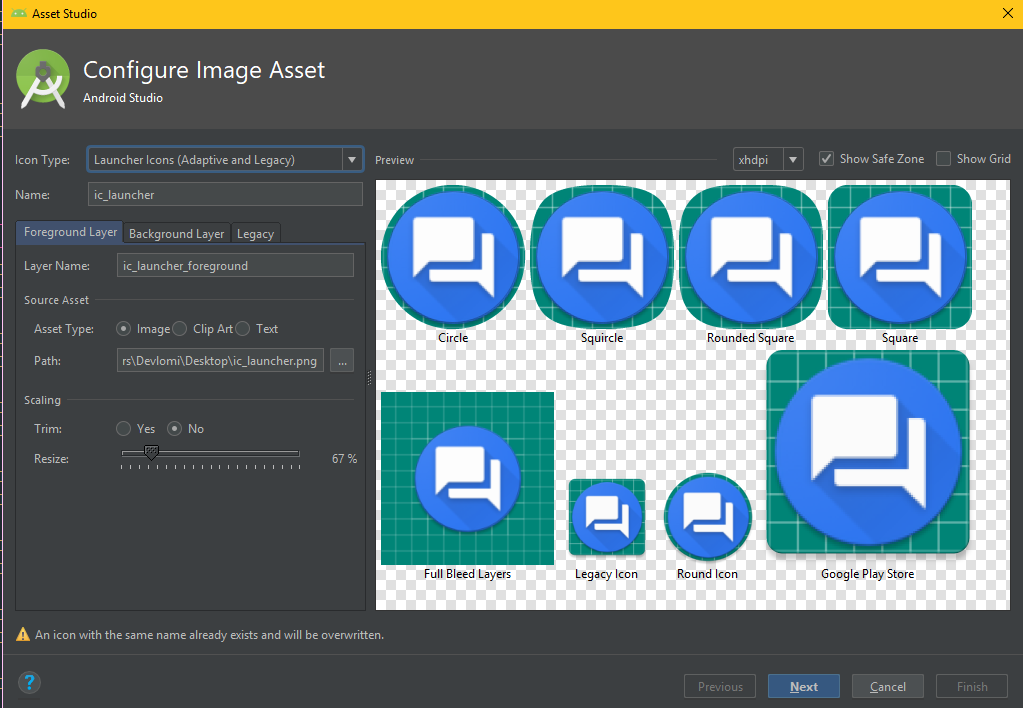 Asset Studio
Configure Image Asset
Android Studio
Icon Type: Launcher Icons (Adaptive and Legacy)
Preview xhdpi Show Safe Zone Show Grid
Name: ic_launcher
Foreground Layer Background Layer Legacy
Layer Name: ic_launcher_foreground
Source Asset
Asset Type: Image Clip Art Text
Path: rs\Devlomi\Desktop\ic_launcher.png ...
Scaling
Trim: Yes No
Resize: 67 %
Circle Squircle Rounded Square Square
Full Bleed Layers Legacy Icon Round Icon Google Play Store
An icon with the same name already exists and will be overwritten.
?
Previous Next Cancel Finish